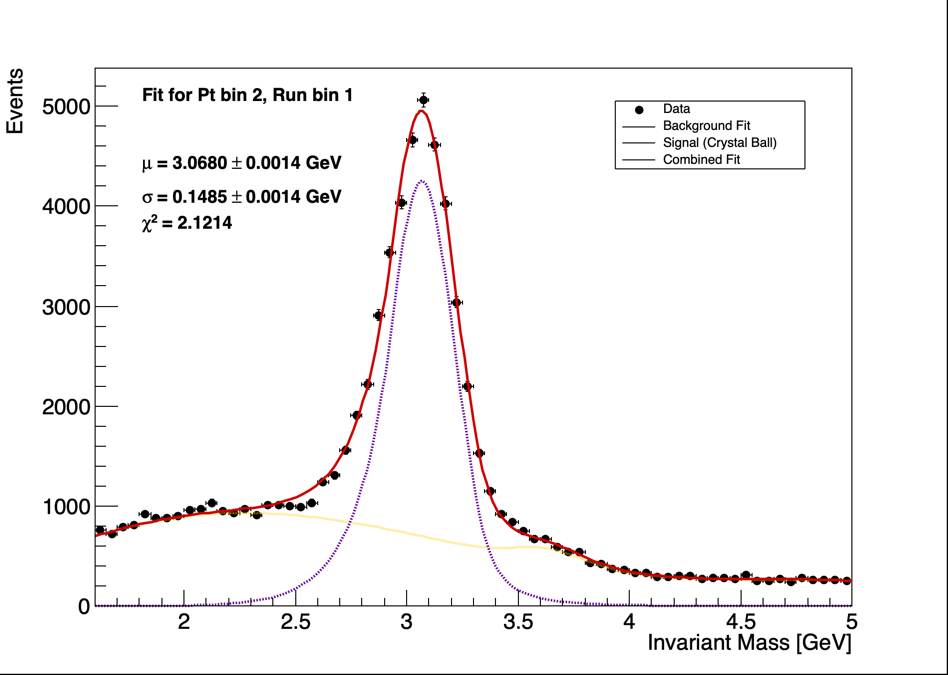 Events
Fit for Pt bin 2, Run bin 1
μ = 3.0680 ± 0.0014 GeV
σ = 0.1485 ± 0.0014 GeV
χ² = 2.1214
Data
Background Fit
Signal (Crystal Ball)
Combined Fit
5000
4000
3000
2000
1000
0
2 2.5 3 3.5 4 4.5 5
Invariant Mass [GeV]